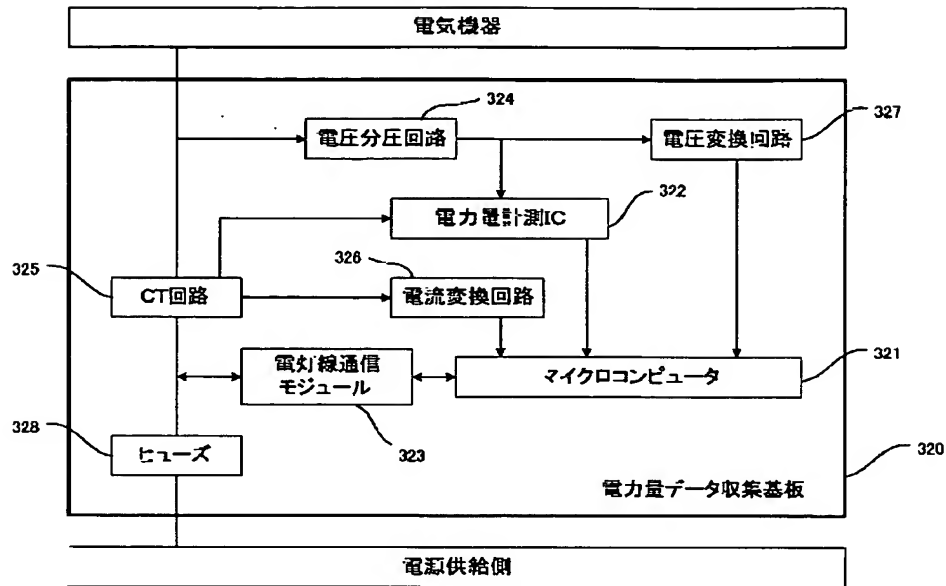 電気機器
324
電圧分圧回路
327
電圧変換回路
322
電力量計測IC
325
CT回路
326
電流変換回路
電灯線通信
モジュール
323
マイクロコンピュータ
321
328
ヒューズ
320
電力量データ収集基板
電源供給側